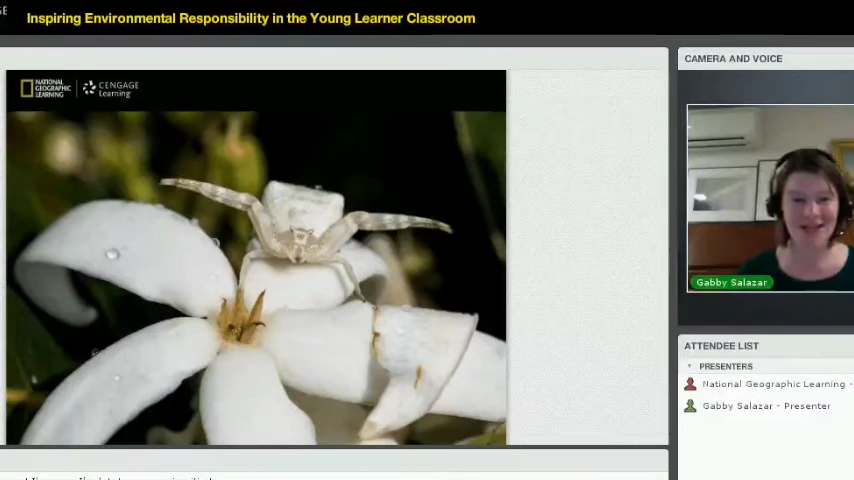 Inspiring Environmental Responsibility in the Young Learner Classroom
CAMERA AND VOICE
NATIONAL
GEOGRAPHIC
LEARNING
CENGAGE
Learning
Gabby Salazar
ATTENDEE LIST
PRESENTERS
National Geographic Learning -
Gabby Salazar - Presenter